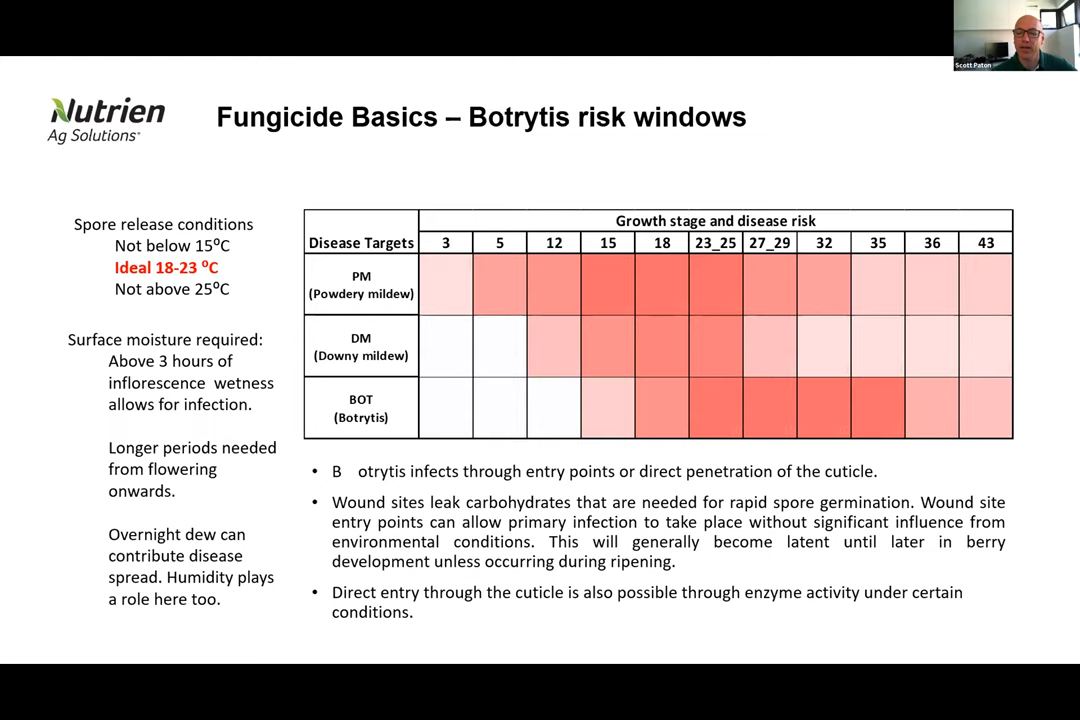 Scott Paton
Nutrien
Ag Solutions
Fungicide Basics – Botrytis risk windows
Spore release conditions
Not below 15⁰C
Ideal 18-23 ⁰C
Not above 25⁰C
Surface moisture required:
Above 3 hours of
inflorescence wetness
allows for infection.
Longer periods needed
from flowering
onwards.
Overnight dew can
contribute disease
spread. Humidity plays
a role here too.
Growth stage and disease risk
Disease Targets 3 5 12 15 18 23_25 27_29 32 35 36 43
PM
(Powdery mildew)
DM
(Downy mildew)
BOT
(Botrytis)
• B otrytis infects through entry points or direct penetration of the cuticle.
• Wound sites leak carbohydrates that are needed for rapid spore germination. Wound site
entry points can allow primary infection to take place without significant influence from
environmental conditions. This will generally become latent until later in berry
development unless occurring during ripening.
• Direct entry through the cuticle is also possible through enzyme activity under certain
conditions.